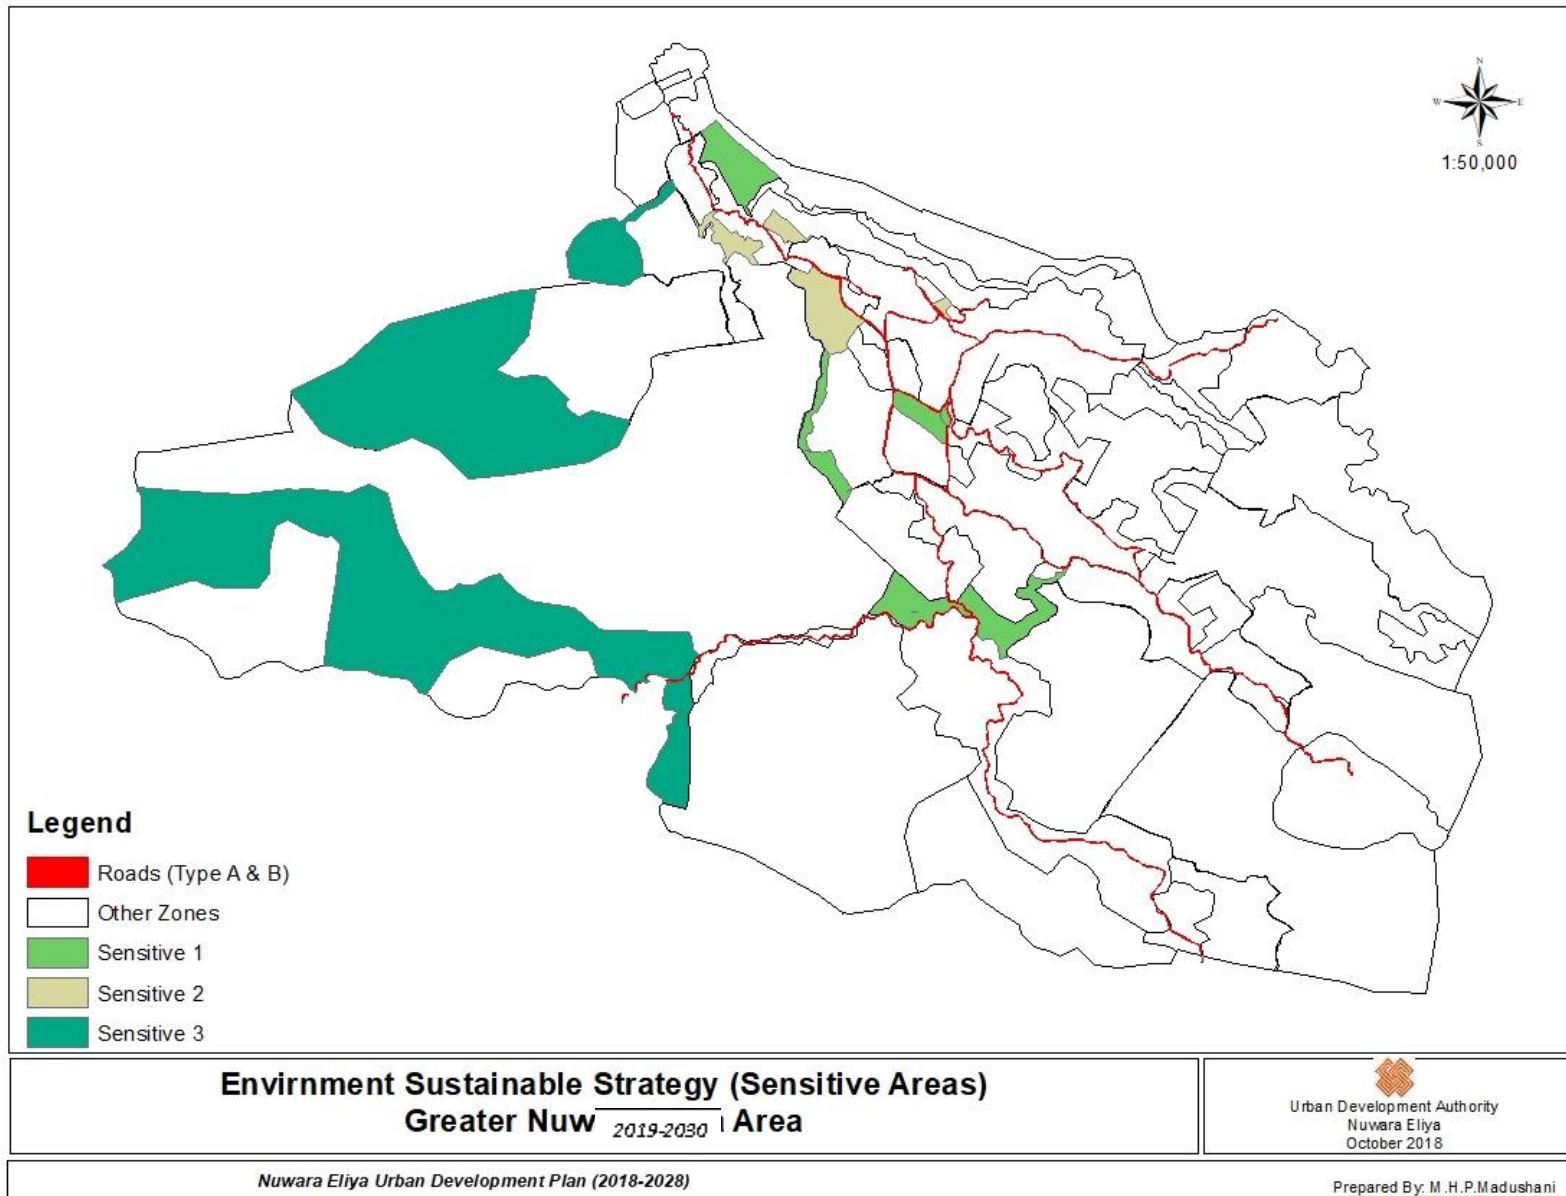 N
W E
S
1:50,000
Legend
Roads (Type A & B)
Other Zones
Sensitive 1
Sensitive 2
Sensitive 3
Envirnment Sustainable Strategy (Sensitive Areas)
Greater Nuw 2019-2030 Area
Urban Development Authority
Nuwara Eliya
October 2018
Nuwara Eliya Urban Development Plan (2018-2028)
Prepared By: M.H.P.Madushani